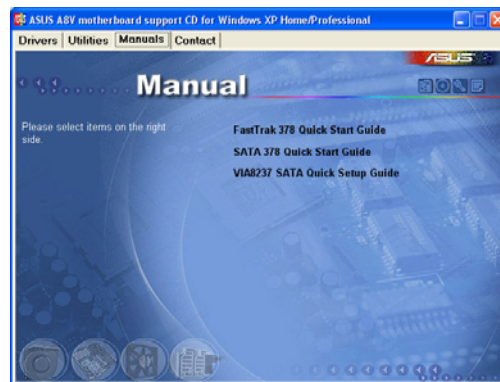 ASUS A8V motherboard support CD for Windows XP Home/Professional
Drivers Utilities Manuals Contact
ASUS
Manual
Please select items on the right
side.
FastTrak 378 Quick Start Guide
SATA 378 Quick Start Guide
VIA8237 SATA Quick Setup Guide